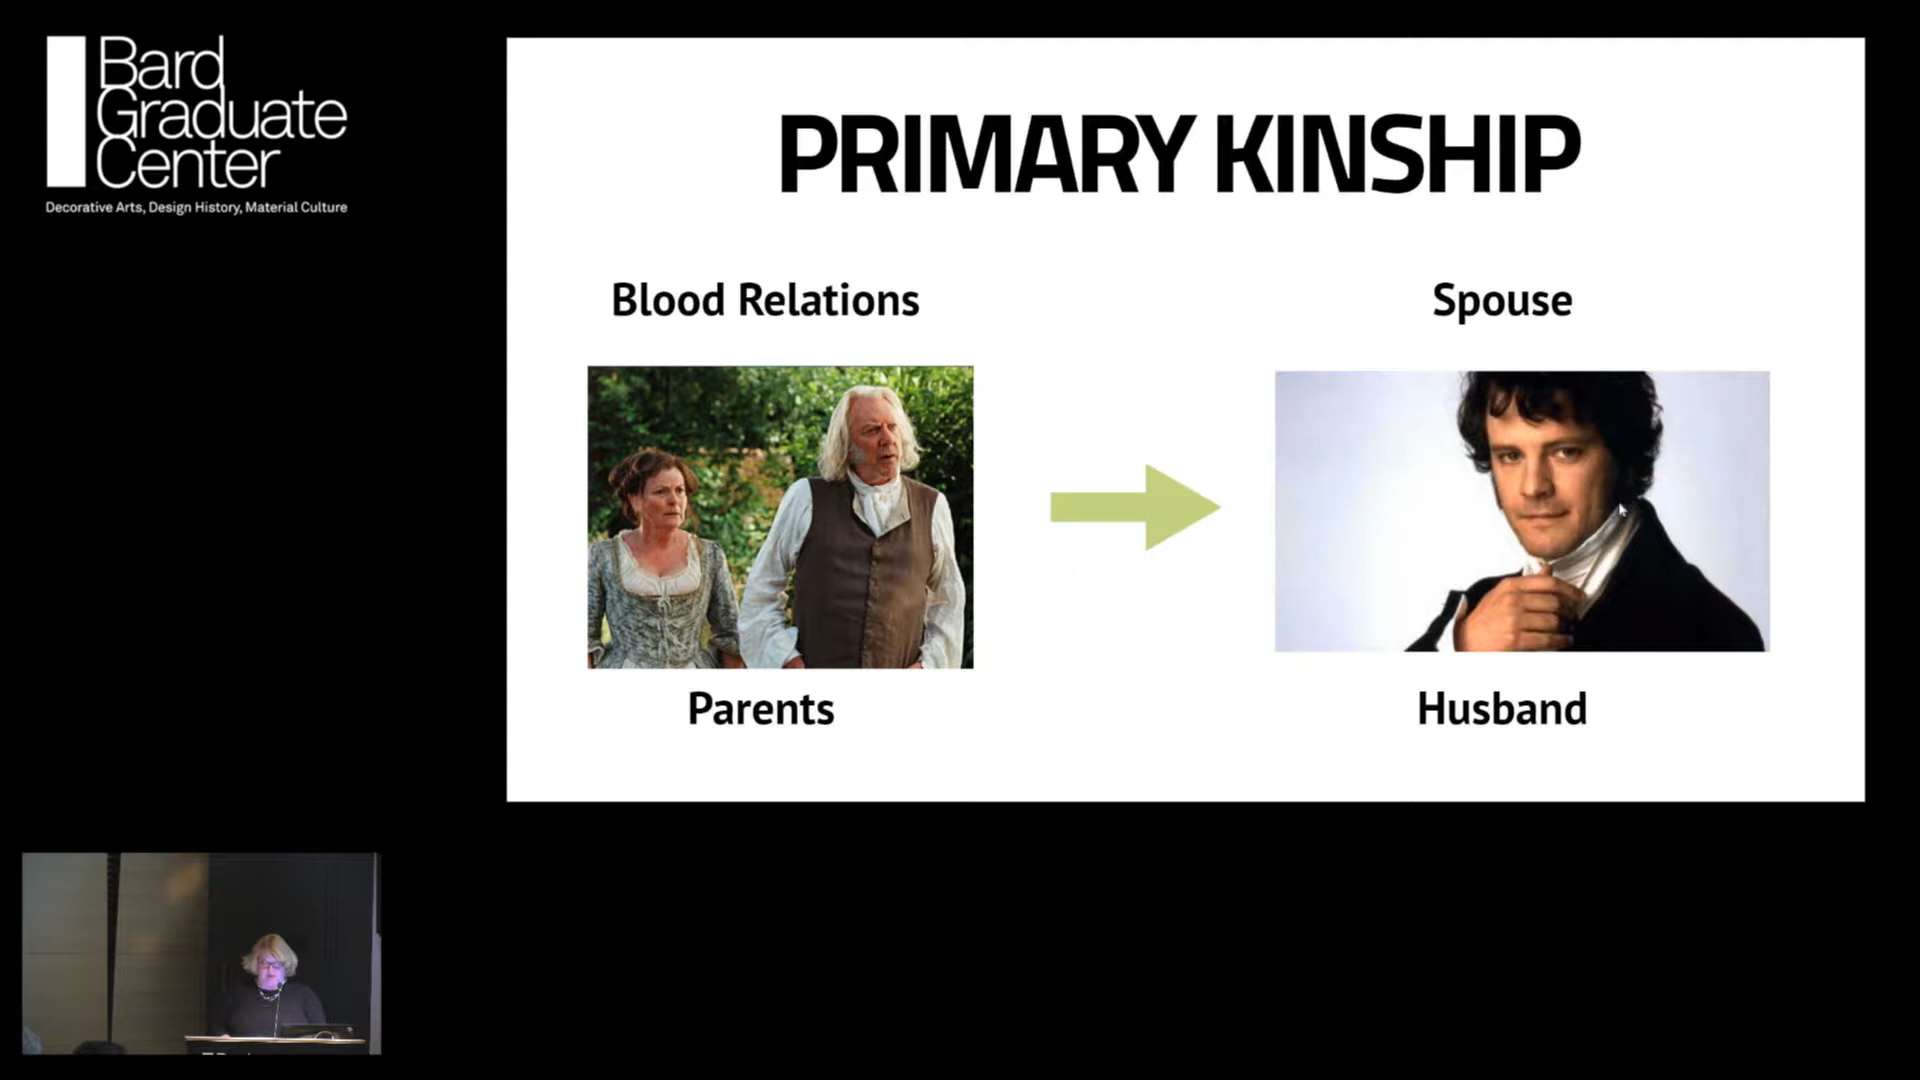 Bard
Graduate
Center
Decorative Arts, Design History, Material Culture
PRIMARY KINSHIP
Blood Relations
Spouse
Parents
Husband